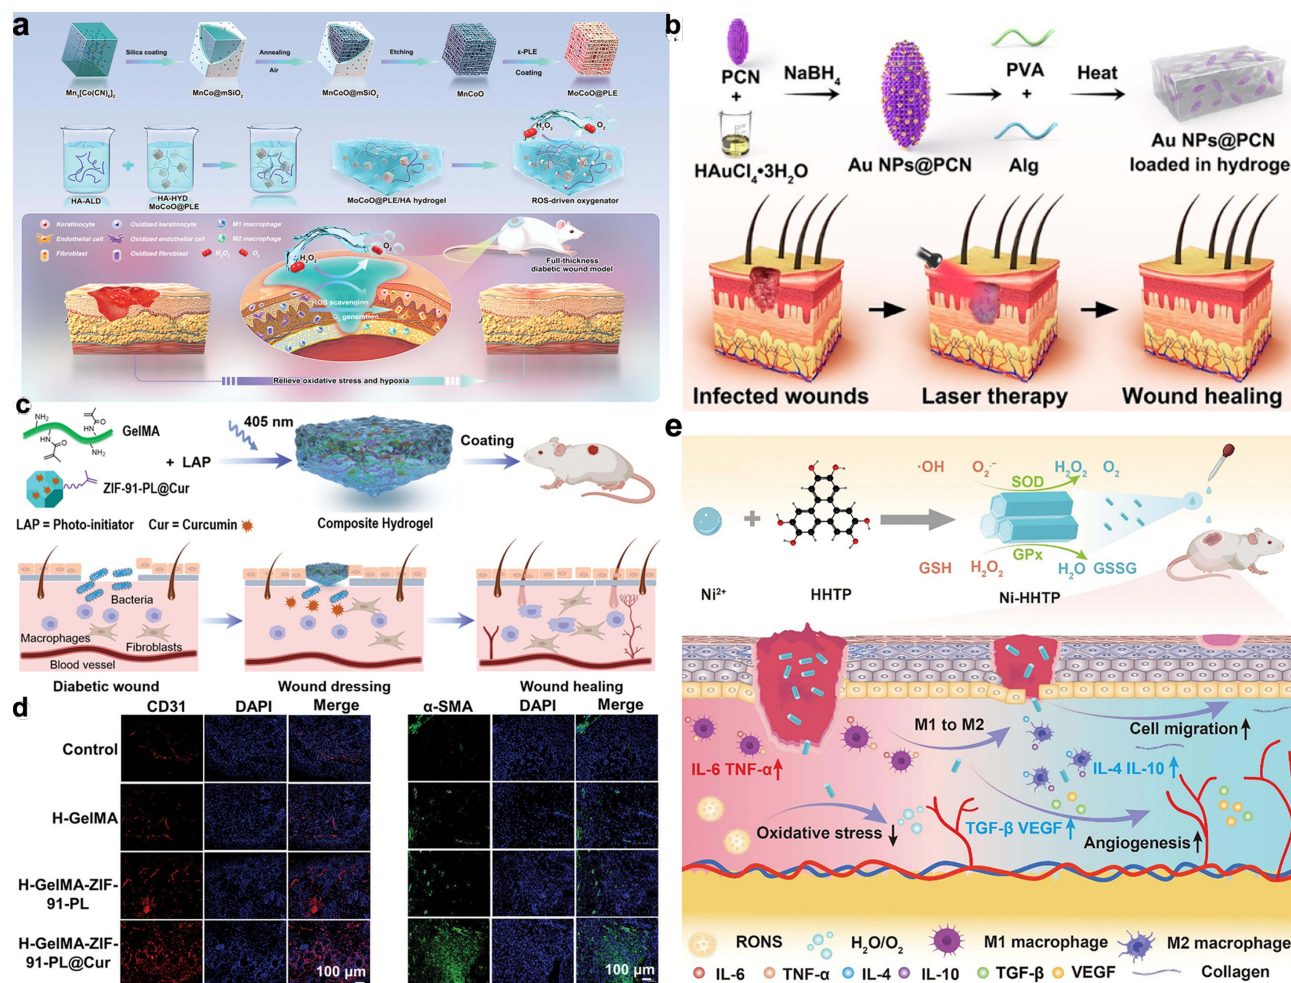 a
Silica coating
Annealing
Air
Etching
ε-PLE
Coating
Mn3[Co(CN)6]2
MnCo@mSiO2
MnCoO@mSiO2
MnCoO
MoCoO@PLE
H2O2
O2
HA-ALD
HA-HYD
MoCoO@PLE
MoCoO@PLE/HA hydrogel
ROS-driven oxygenator
Keratinocyte
Oxidized keratinocyte
M1 macrophage
Endothelial cell
Oxidized endothelial cell
M2 macrophage
Fibroblast
Oxidized fibroblast
H2O2
O2
H2O2
O2
ROS scavenging
O2 generation
Full-thickness
diabetic wound model
Relieve oxidative stress and hypoxia
b
PCN
+
HAuCl4•3H2O
NaBH4
Au NPs@PCN
PVA
+
Alg
Heat
Au NPs@PCN
loaded in hydrogel
Infected wounds
Laser therapy
Wound healing
c
NH2
O
HN
HN
O
NH2
GelMA
+ LAP
ZIF-91-PL@Cur
405 nm
Coating
LAP = Photo-initiator
Cur = Curcumin
Composite Hydrogel
Bacteria
Macrophages
Fibroblasts
Blood vessel
Diabetic wound
Wound dressing
Wound healing
d
CD31
DAPI
Merge
α-SMA
DAPI
Merge
Control
H-GelMA
H-GelMA-ZIF-
91-PL
H-GelMA-ZIF-
91-PL@Cur
100 μm
100 μm
e
·OH
O2·−
H2O2
O2
SOD
GPx
GSH
H2O2
H2O
GSSG
Ni2+
HHTP
Ni-HHTP
M1 to M2
Cell migration
IL-6 TNF-α
IL-4 IL-10
Oxidative stress
TGF-β VEGF
Angiogenesis
RONS
H2O/O2
M1 macrophage
M2 macrophage
IL-6
TNF-α
IL-4
IL-10
TGF-β
VEGF
Collagen